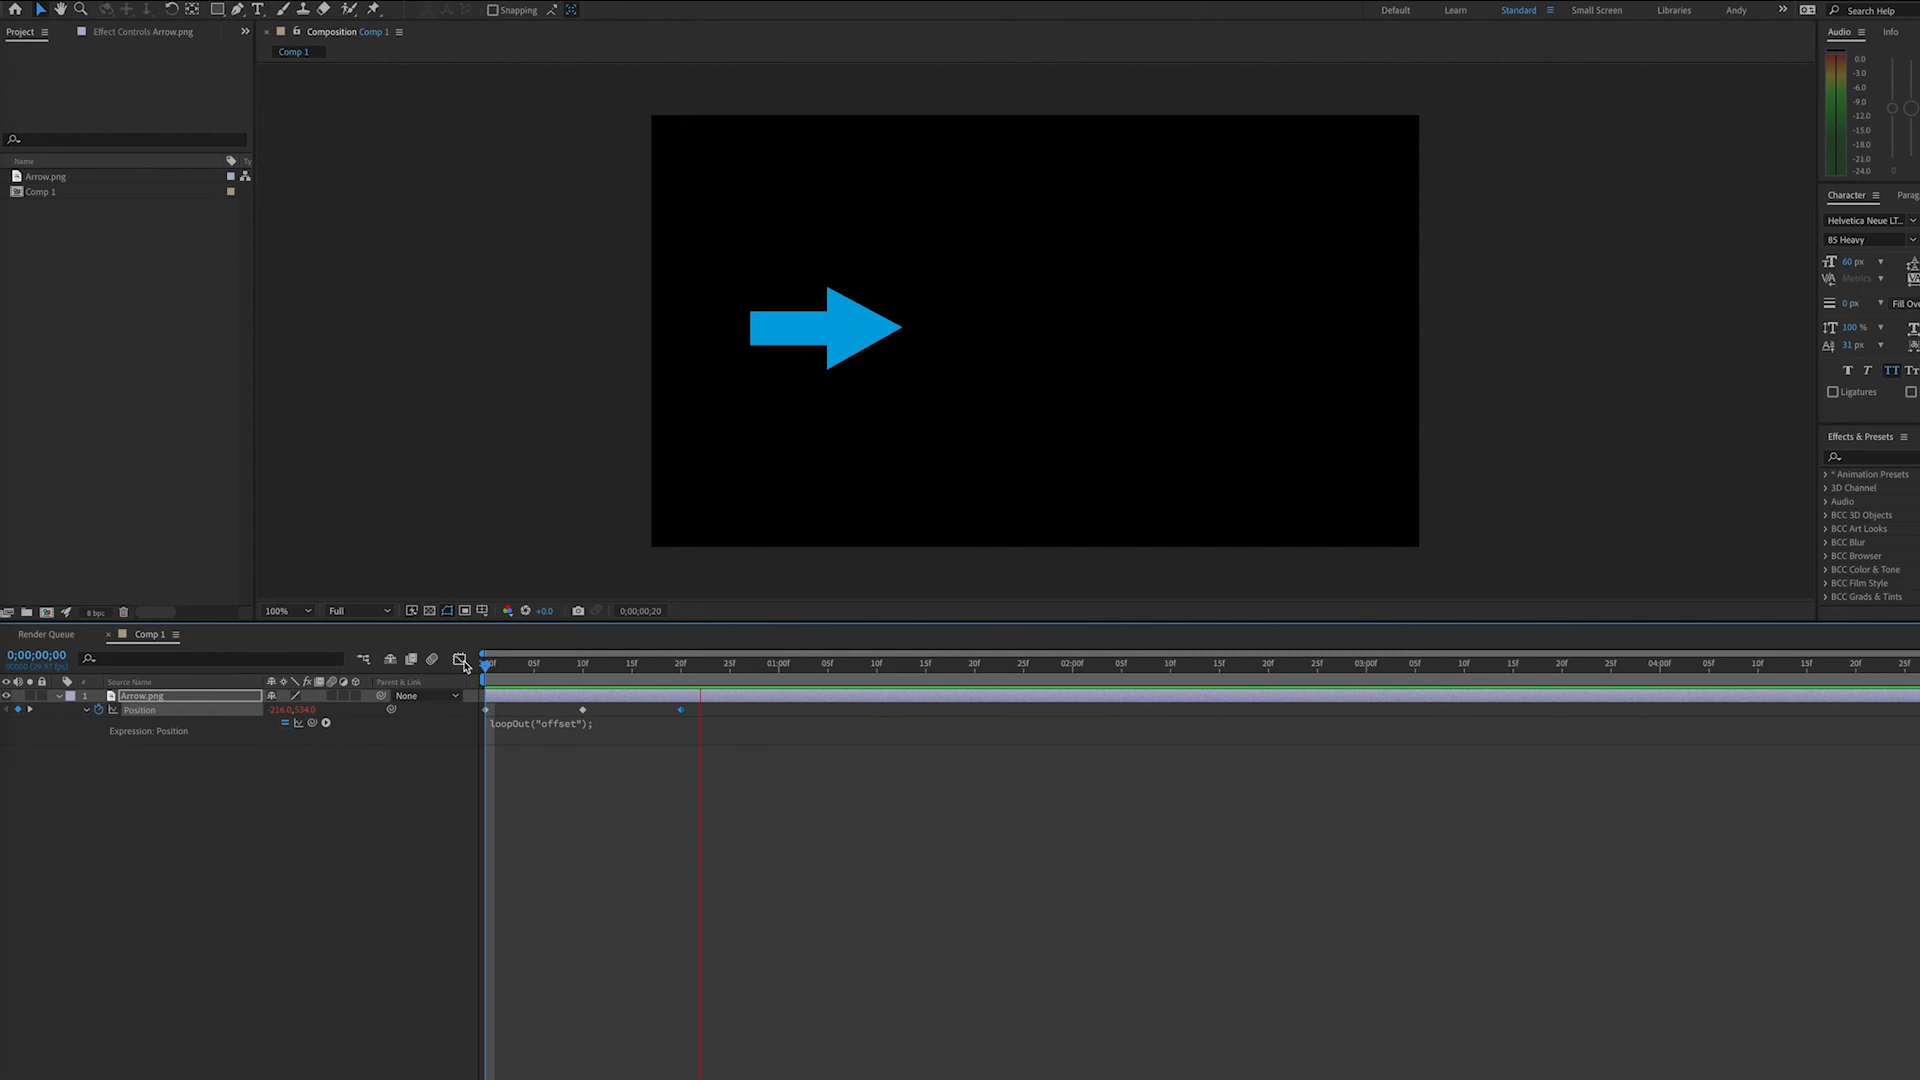 Snapping
Default
Learn
Standard
Small Screen
Libraries
Andy
Search Help
Project
Effect Controls Arrow.png
Composition Comp 1
Audio
Info
Comp 1
0.0
-3.0
-6.0
-9.0
-12.0
-15.0
-18.0
-21.0
-24.0
0
Name
Ty
Arrow.png
Comp 1
Character
Parag
Helvetica Neue LT...
85 Heavy
60 px
Metrics
0 px
Fill Ove
100 %
31 px
T T TT Tт
Ligatures
Effects & Presets
* Animation Presets
3D Channel
Audio
BCC 3D Objects
BCC Art Looks
BCC Blur
BCC Browser
BCC Color & Tone
BCC Film Style
BCC Grads & Tints
8 bpc
100%
Full
+0.0
0;00;00;20
Render Queue
Comp 1
0;00;00;00
00000 (29.97 fps)
:00f 05f 10f 15f 20f 25f 01:00f 05f 10f 15f 20f 25f 02:00f 05f 10f 15f 20f 25f 03:00f 05f 10f 15f 20f 25f 04:00f 05f 10f 15f 20f 25f
# Source Name
fx
Parent & Link
1 Arrow.png
None
Position
-216.0,534.0
loopOut("offset");
Expression: Position